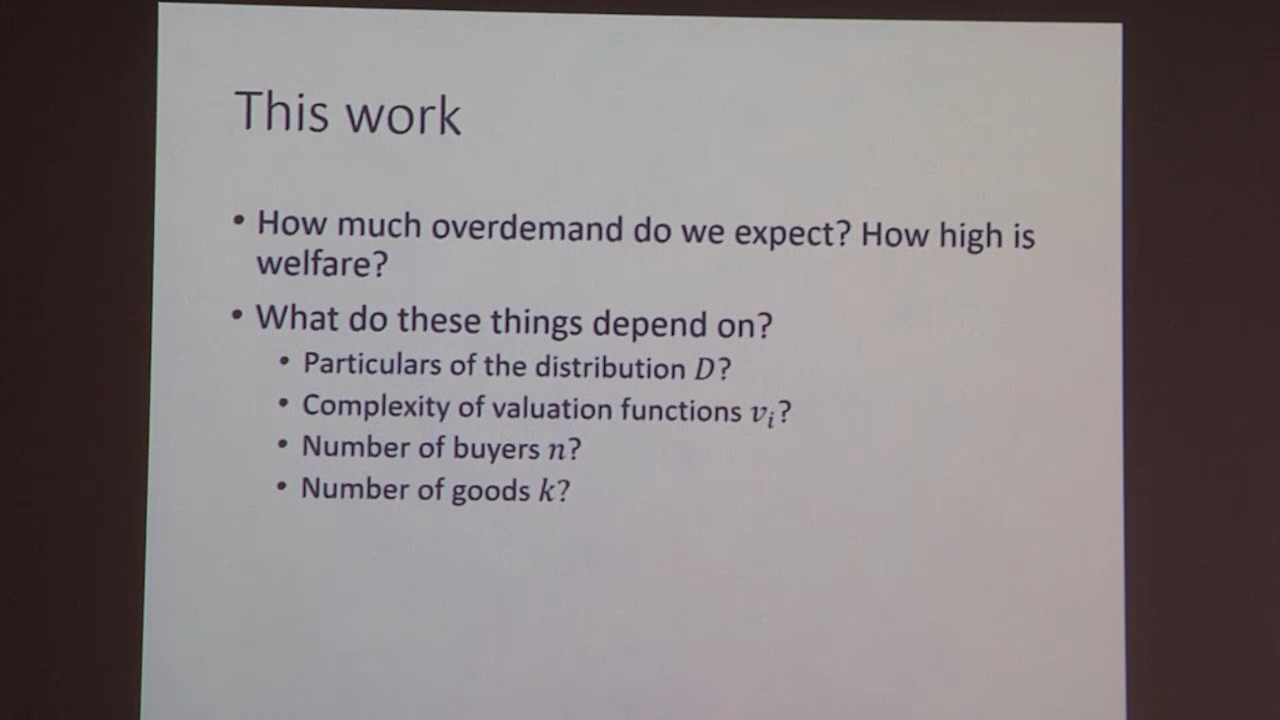 This work
• How much overdemand do we expect? How high is
welfare?
• What do these things depend on?
• Particulars of the distribution D?
• Complexity of valuation functions vᵢ?
• Number of buyers n?
• Number of goods k?